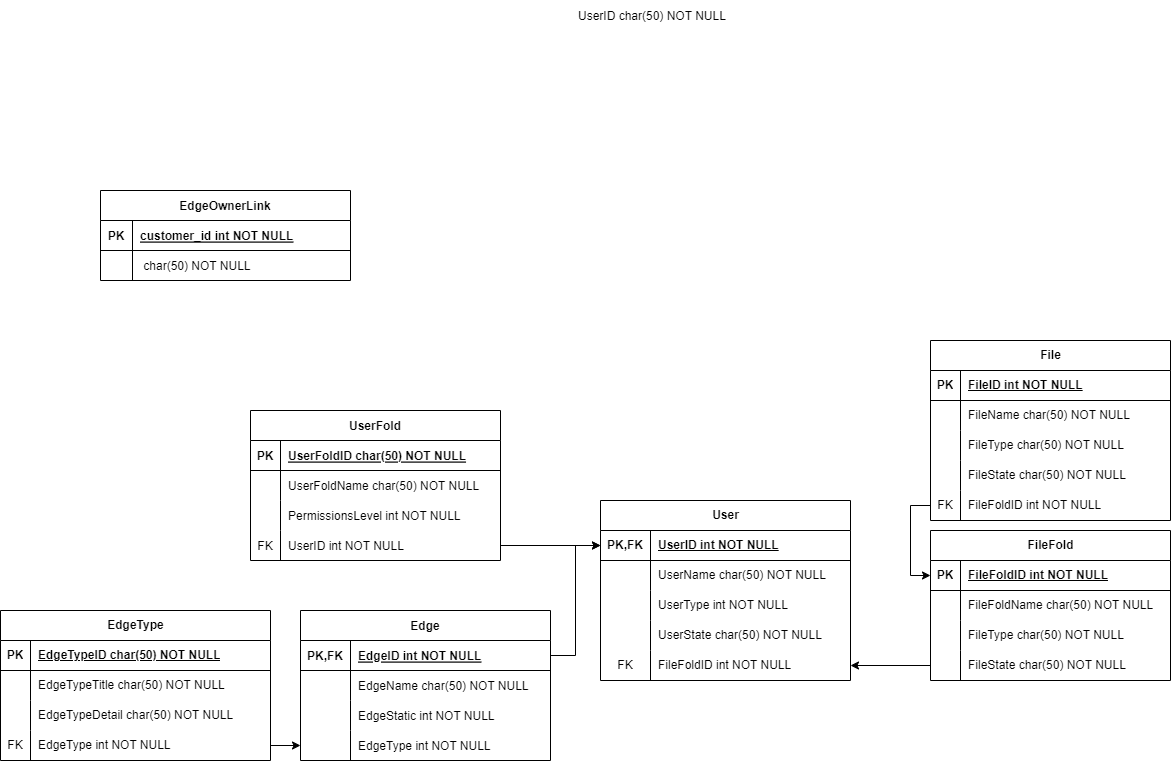 UserID char(50) NOT NULL
EdgeOwnerLink
PK customer_id int NOT NULL
char(50) NOT NULL
File
PK FileID int NOT NULL
FileName char(50) NOT NULL
FileType char(50) NOT NULL
FileState char(50) NOT NULL
FK FileFoldID int NOT NULL
UserFold
PK UserFoldID char(50) NOT NULL
UserFoldName char(50) NOT NULL
PermissionsLevel int NOT NULL
FK UserID int NOT NULL
User
PK,FK UserID int NOT NULL
UserName char(50) NOT NULL
UserType int NOT NULL
UserState char(50) NOT NULL
FK FileFoldID int NOT NULL
FileFold
PK FileFoldID int NOT NULL
FileFoldName char(50) NOT NULL
FileType char(50) NOT NULL
FileState char(50) NOT NULL
EdgeType
PK EdgeTypeID char(50) NOT NULL
EdgeTypeTitle char(50) NOT NULL
EdgeTypeDetail char(50) NOT NULL
FK EdgeType int NOT NULL
Edge
PK,FK EdgeID int NOT NULL
EdgeName char(50) NOT NULL
EdgeStatic int NOT NULL
EdgeType int NOT NULL